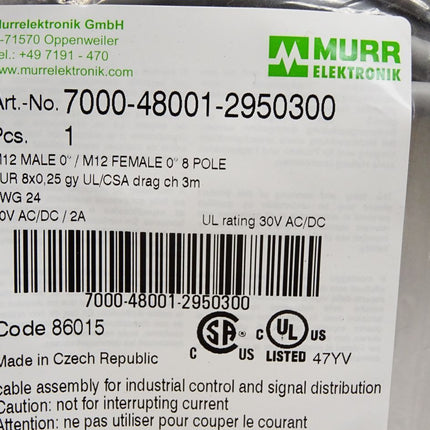 Murrelektronik GmbH
-71570 Oppenweiler
el.: +49 7191 - 470
www.murrelektronik.com
MURR
ELEKTRONIK
Art.-No. 7000-48001-2950300
Pcs. 1
M12 MALE 0° / M12 FEMALE 0° 8 POLE
UR 8x0,25 gy UL/CSA drag ch 3m
WG 24
0V AC/DC / 2A UL rating 30V AC/DC
7000-48001-2950300
Code 86015
Made in Czech Republic
C SA US
C UL US
LISTED 47YV
cable assembly for industrial control and signal distribution
Caution: not for interrupting current
Attention: ne pas utiliser pour couper le courant